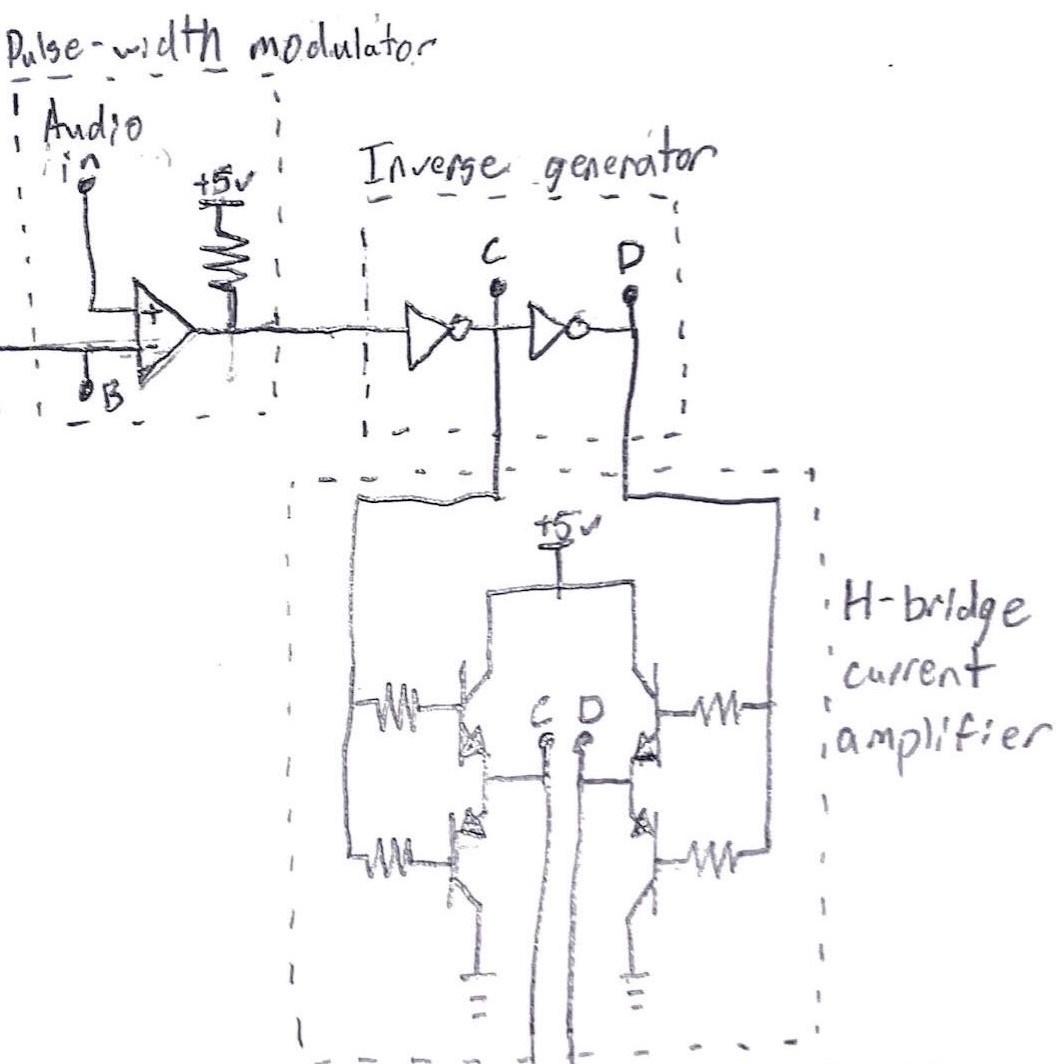 Pulse-width modulator
Audio
in
+5v
+
-
B
Inverse generator
C
D
+5v
C D
H-bridge
current
amplifier